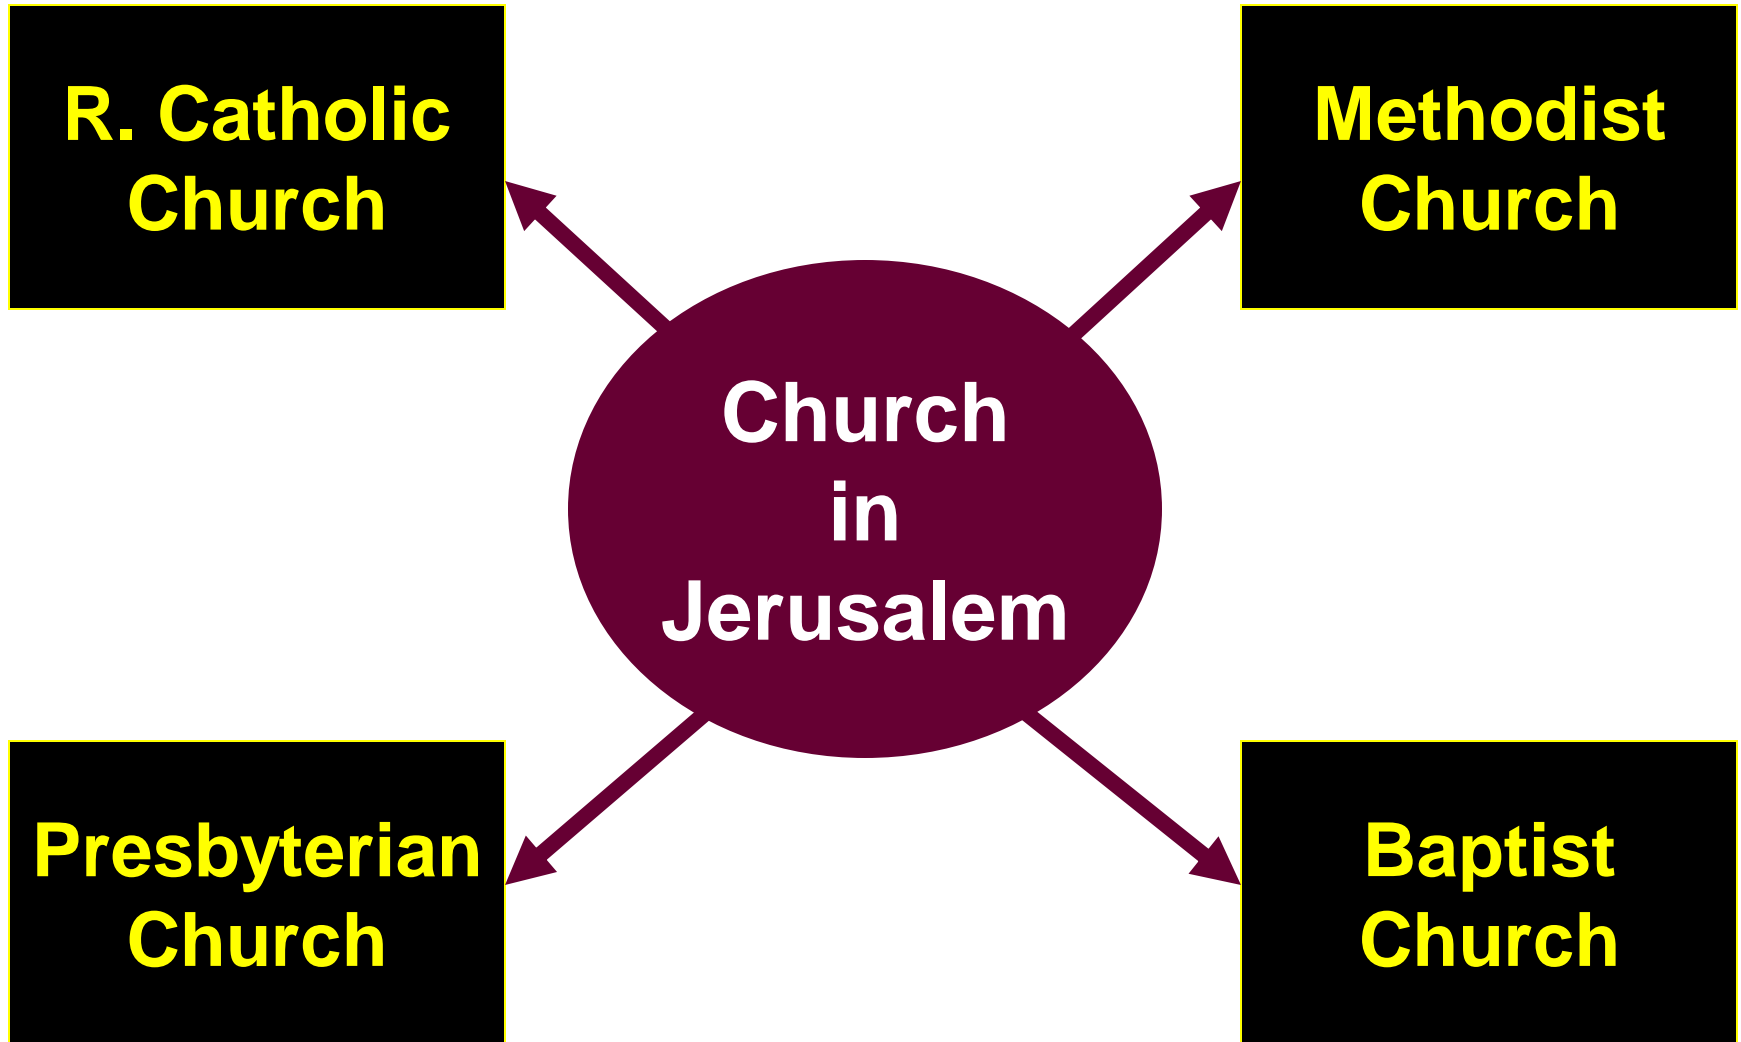 R. Catholic
Church
Methodist
Church
Church
in
Jerusalem
Presbyterian
Church
Baptist
Church